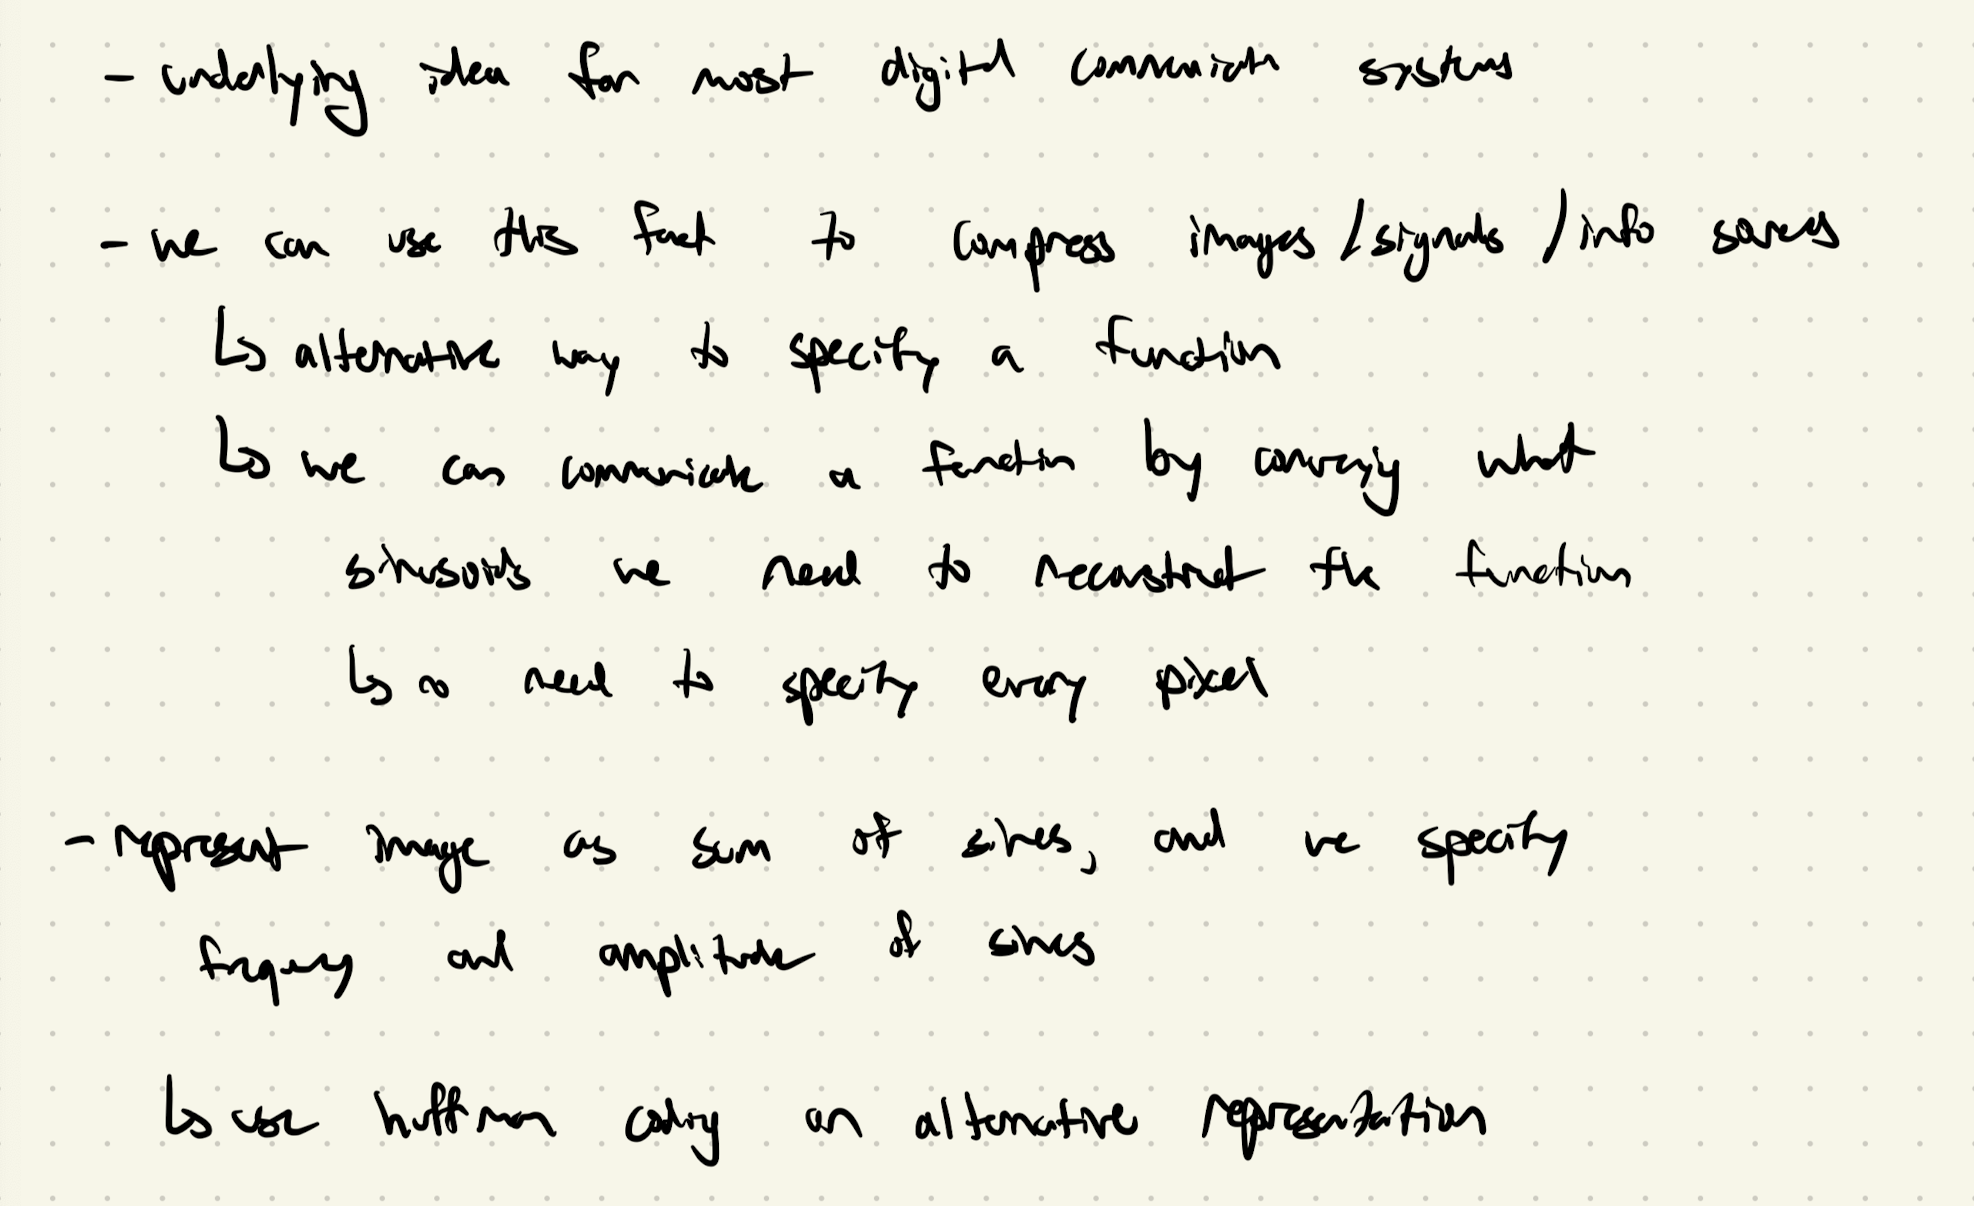 - underlying idea for most digital communication systems
- we can use this fact to compress images / signals / info sources
↳ alternative way to specify a function
↳ we can communicate a function by conveying what
sinusoids we need to reconstruct the function
↳ no need to specify every pixel
- represent image as sum of sines, and we specify
frequency and amplitude of sines
↳ use huffman coding on alternative representation